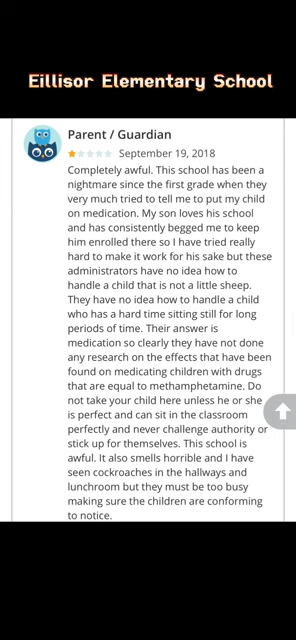 Eillisor Elementary School
Parent / Guardian
September 19, 2018
Completely awful. This school has been a
nightmare since the first grade when they
very much tried to tell me to put my child
on medication. My son loves his school
and has consistently begged me to keep
him enrolled there so I have tried really
hard to make it work for his sake but these
administrators have no idea how to
handle a child that is not a little sheep.
They have no idea how to handle a child
who has a hard time sitting still for long
periods of time. Their answer is
medication so clearly they have not done
any research on the effects that have been
found on medicating children with drugs
that are equal to methamphetamine. Do
not take your child here unless he or she
is perfect and can sit in the classroom
perfectly and never challenge authority or
stick up for themselves. This school is
awful. It also smells horrible and I have
seen cockroaches in the hallways and
lunchroom but they must be too busy
making sure the children are conforming
to notice.